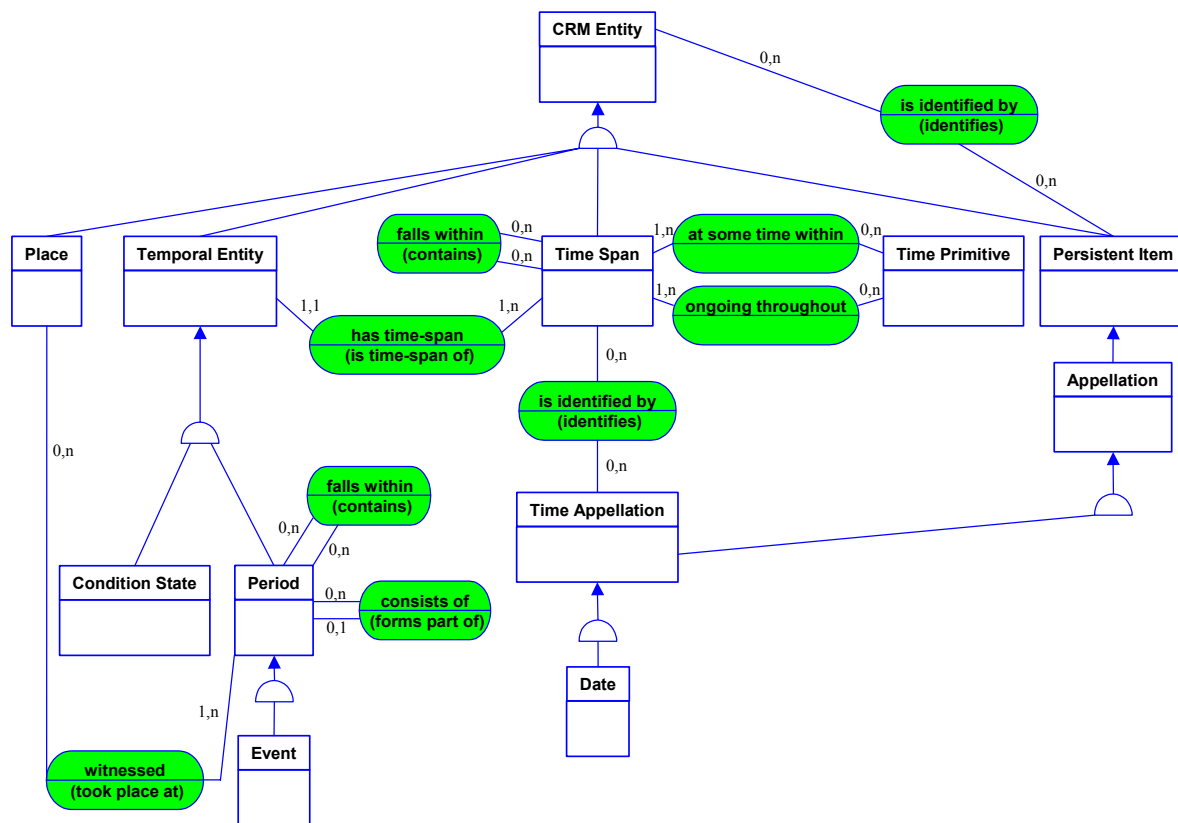 CRM Entity
0,n
is identified by
(identifies)
0,n
Place
Temporal Entity
falls within
(contains)
0,n
0,n
Time Span
1,n
at some time within
0,n
Time Primitive
Persistent Item
1,1
has time-span
(is time-span of)
1,n
1,n
ongoing throughout
0,n
0,n
is identified by
(identifies)
0,n
Appellation
0,n
falls within
(contains)
0,n
0,n
Time Appellation
Condition State
Period
0,n
0,1
consists of
(forms part of)
Date
1,n
Event
witnessed
(took place at)